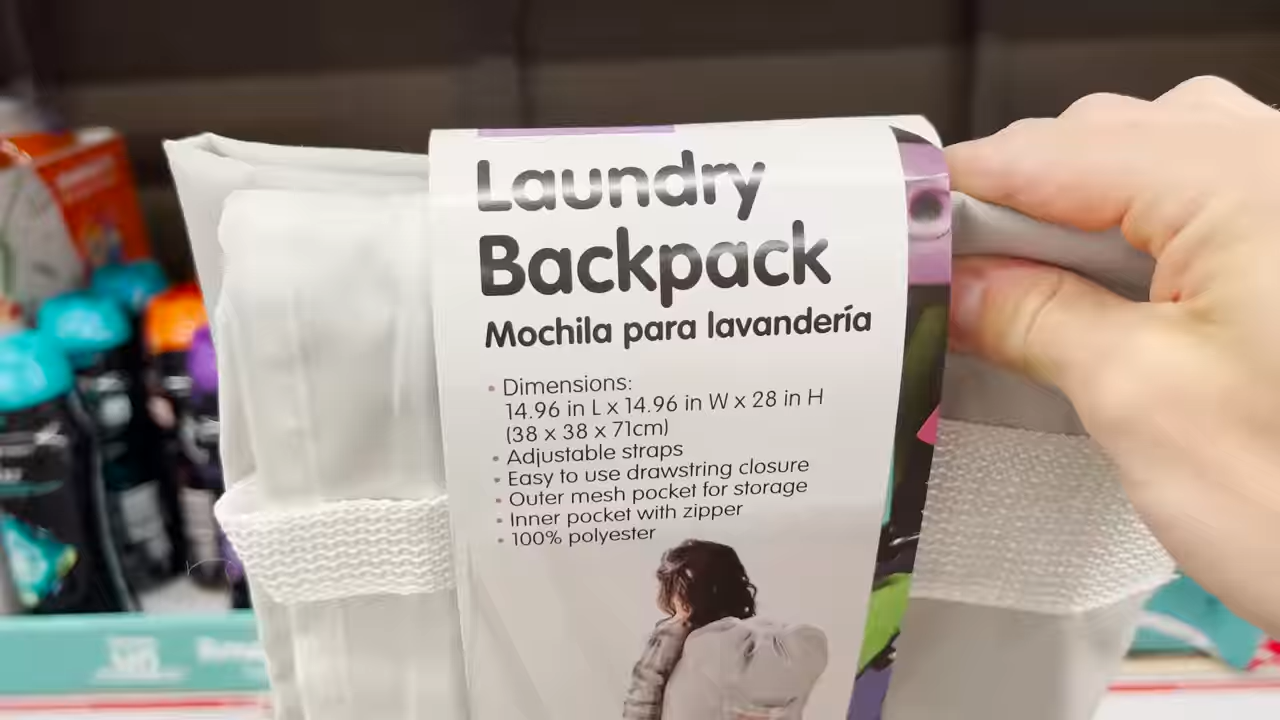 Laundry
Backpack
Mochila para lavandería
• Dimensions:
14.96 in L x 14.96 in W x 28 in H
(38 x 38 x 71cm)
• Adjustable straps
• Easy to use drawstring closure
• Outer mesh pocket for storage
• Inner pocket with zipper
• 100% polyester